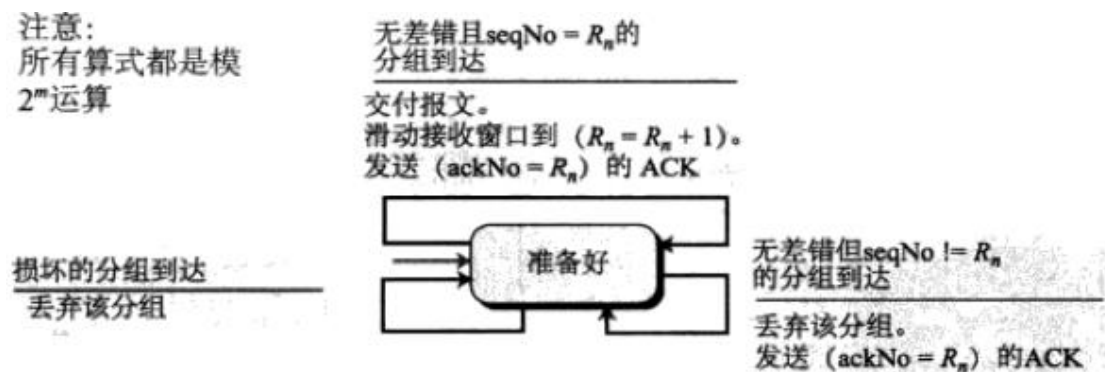 注意:
所有算式都是模
2ᵐ运算
无差错且seqNo = Rₙ的
分组到达
交付报文。
滑动接收窗口到 (Rₙ = Rₙ + 1)。
发送 (ackNo = Rₙ) 的 ACK
准备好
损坏的分组到达
丢弃该分组
无差错但seqNo != Rₙ
的分组到达
丢弃该分组。
发送 (ackNo = Rₙ) 的ACK